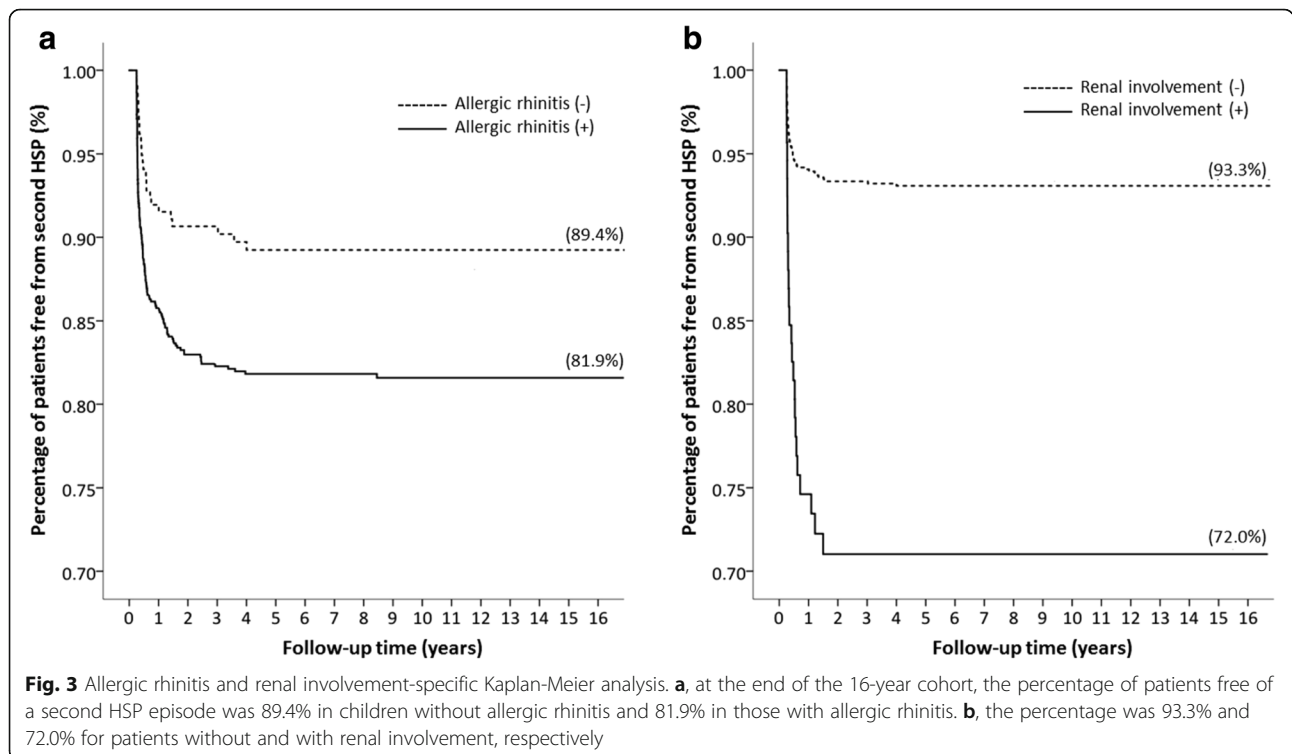 a
Percentage of patients free from second HSP (%)
1.00
0.95
0.90
0.85
0.80
0.75
0.70
Allergic rhinitis (-)
Allergic rhinitis (+)
(89.4%)
(81.9%)
0 1 2 3 4 5 6 7 8 9 10 11 12 13 14 15 16
Follow-up time (years)
b
Percentage of patients free from second HSP (%)
1.00
0.95
0.90
0.85
0.80
0.75
0.70
Renal involvement (-)
Renal involvement (+)
(93.3%)
(72.0%)
0 1 2 3 4 5 6 7 8 9 10 11 12 13 14 15 16
Follow-up time (years)
Fig. 3 Allergic rhinitis and renal involvement-specific Kaplan-Meier analysis. a, at the end of the 16-year cohort, the percentage of patients free of
a second HSP episode was 89.4% in children without allergic rhinitis and 81.9% in those with allergic rhinitis. b, the percentage was 93.3% and
72.0% for patients without and with renal involvement, respectively